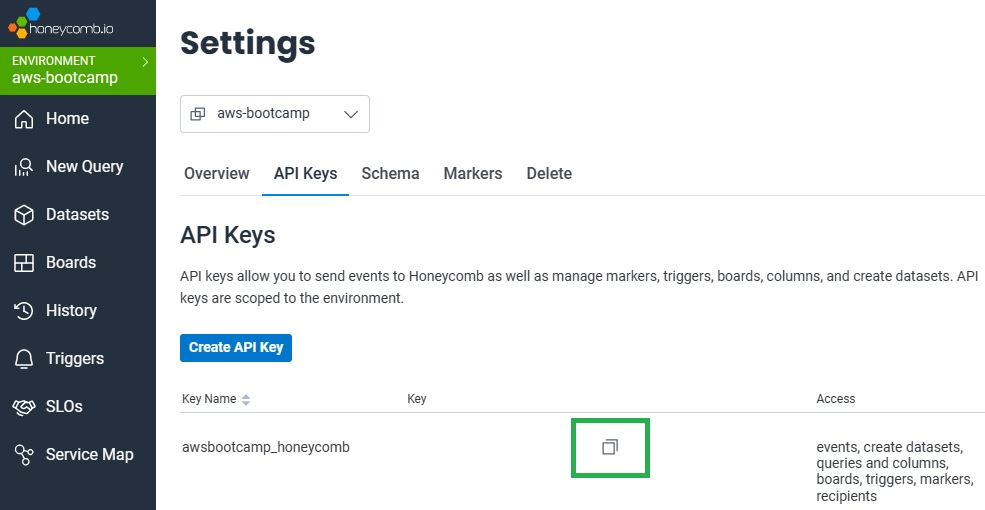 honeycomb.io
ENVIRONMENT
aws-bootcamp
Home
New Query
Datasets
Boards
History
Triggers
SLOs
Service Map
Settings
aws-bootcamp
Overview API Keys Schema Markers Delete
API Keys
API keys allow you to send events to Honeycomb as well as manage markers, triggers, boards, columns, and create datasets. API
keys are scoped to the environment.
Create API Key
Key Name Key Access
awsbootcamp_honeycomb events, create datasets,
queries and columns,
boards, triggers, markers,
recipients